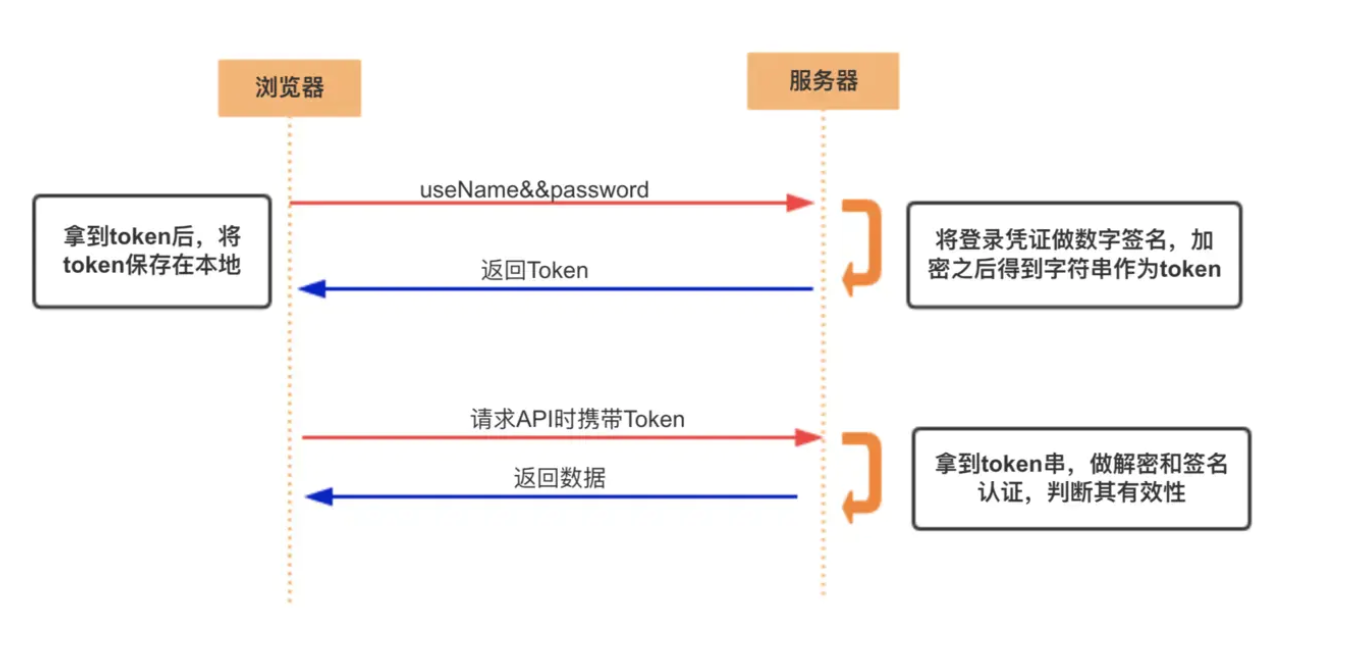 浏览器
服务器
useName&&password
拿到token后，将
token保存在本地
将登录凭证做数字签名，加
密之后得到字符串作为token
返回Token
请求API时携带Token
拿到token串，做解密和签名
认证，判断其有效性
返回数据